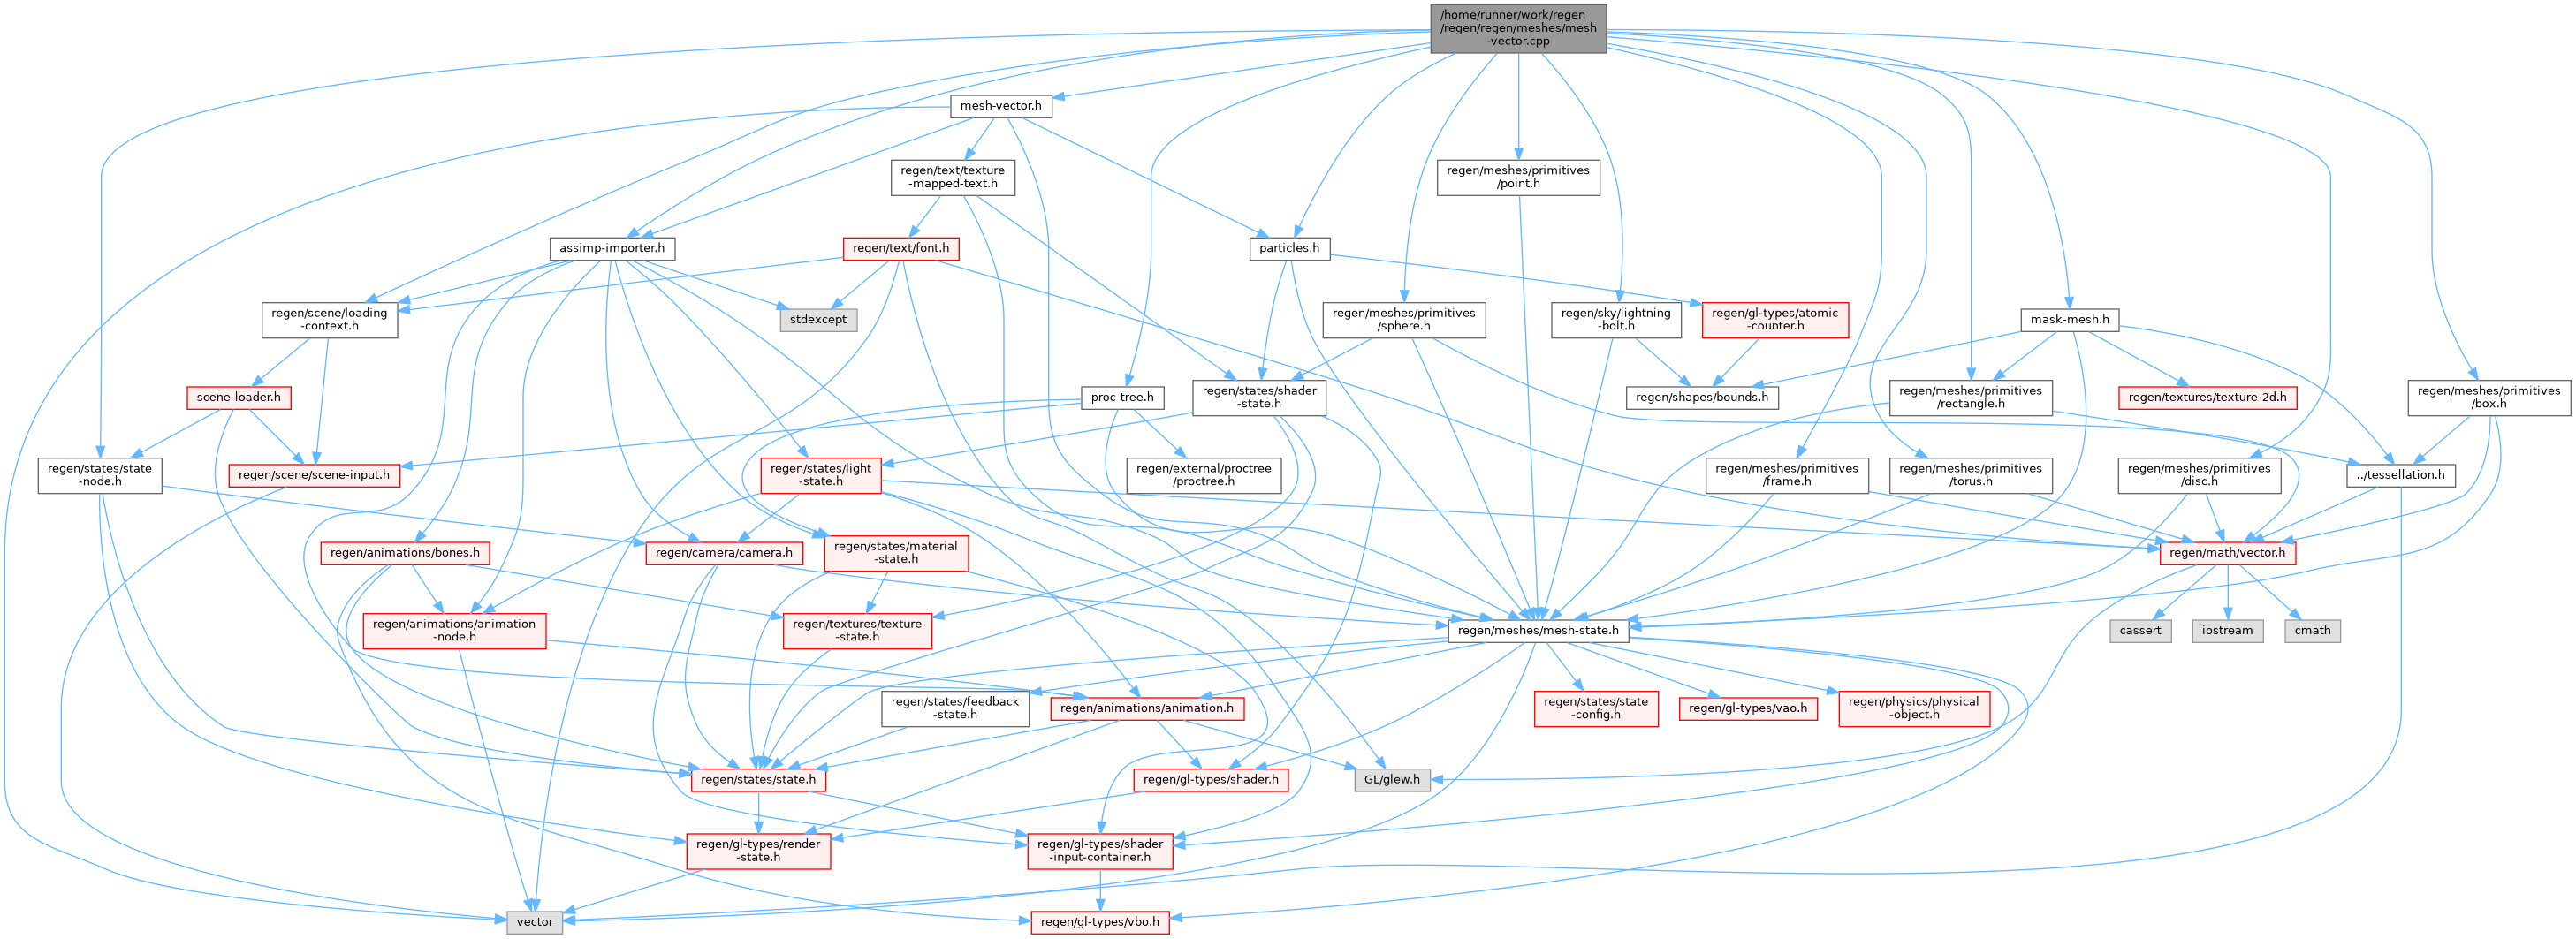 /home/runner/work/regen
/regen/regen/meshes/mesh
-vector.cpp
mesh-vector.h
regen/text/texture
-mapped-text.h
regen/meshes/primitives
/point.h
assimp-importer.h
regen/text/font.h
particles.h
regen/scene/loading
-context.h
stdexcept
regen/meshes/primitives
/sphere.h
regen/sky/lightning
-bolt.h
regen/gl-types/atomic
-counter.h
mask-mesh.h
scene-loader.h
proc-tree.h
regen/states/shader
-state.h
regen/shapes/bounds.h
regen/meshes/primitives
/rectangle.h
regen/textures/texture-2d.h
regen/meshes/primitives
/box.h
regen/states/state
-node.h
regen/scene/scene-input.h
regen/states/light
-state.h
regen/external/proctree
/proctree.h
regen/meshes/primitives
/frame.h
regen/meshes/primitives
/torus.h
regen/meshes/primitives
/disc.h
../tessellation.h
regen/animations/bones.h
regen/camera/camera.h
regen/states/material
-state.h
regen/math/vector.h
regen/animations/animation
-node.h
regen/textures/texture
-state.h
regen/meshes/mesh-state.h
cassert
iostream
cmath
regen/states/feedback
-state.h
regen/animations/animation.h
regen/states/state
-config.h
regen/gl-types/vao.h
regen/physics/physical
-object.h
regen/states/state.h
regen/gl-types/shader.h
GL/glew.h
regen/gl-types/render
-state.h
regen/gl-types/shader
-input-container.h
vector
regen/gl-types/vbo.h